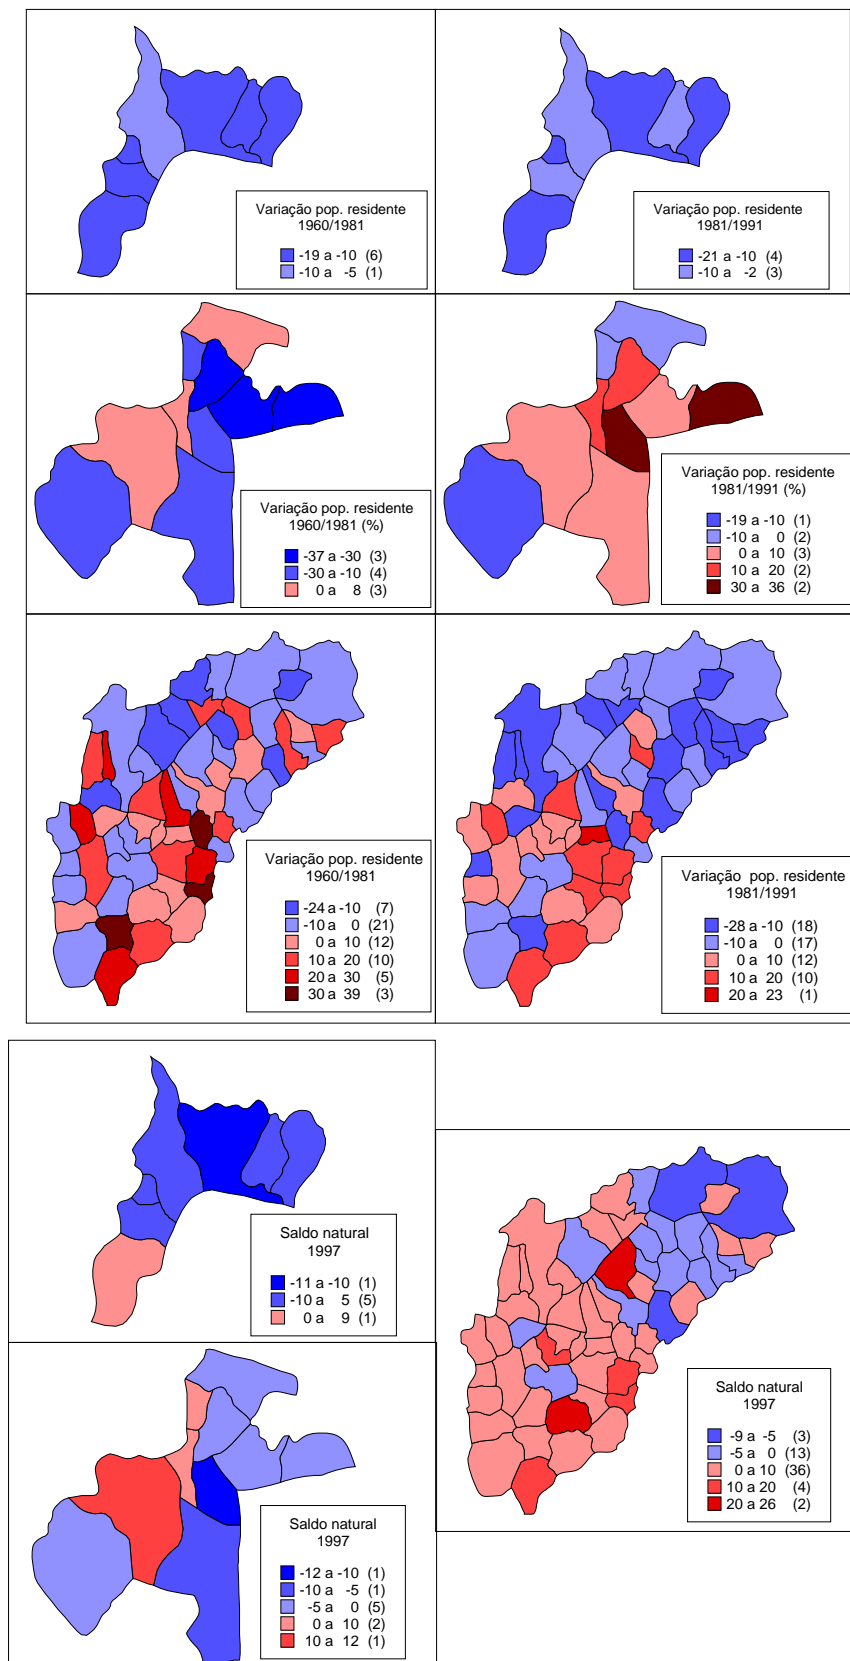 Variação pop. residente
1960/1981
-19 a -10 (6)
-10 a -5 (1)
Variação pop. residente
1981/1991
-21 a -10 (4)
-10 a -2 (3)
Variação pop. residente
1960/1981 (%)
-37 a -30 (3)
-30 a -10 (4)
0 a 8 (3)
Variação pop. residente
1981/1991 (%)
-19 a -10 (1)
-10 a 0 (2)
0 a 10 (3)
10 a 20 (2)
30 a 36 (2)
Variação pop. residente
1960/1981
-24 a -10 (7)
-10 a 0 (21)
0 a 10 (12)
10 a 20 (10)
20 a 30 (5)
30 a 39 (3)
Variação pop. residente
1981/1991
-28 a -10 (18)
-10 a 0 (17)
0 a 10 (12)
10 a 20 (10)
20 a 23 (1)
Saldo natural
1997
-11 a -10 (1)
-10 a 5 (5)
0 a 9 (1)
Saldo natural
1997
-9 a -5 (3)
-5 a 0 (13)
0 a 10 (36)
10 a 20 (4)
20 a 26 (2)
Saldo natural
1997
-12 a -10 (1)
-10 a -5 (1)
-5 a 0 (5)
0 a 10 (2)
10 a 12 (1)